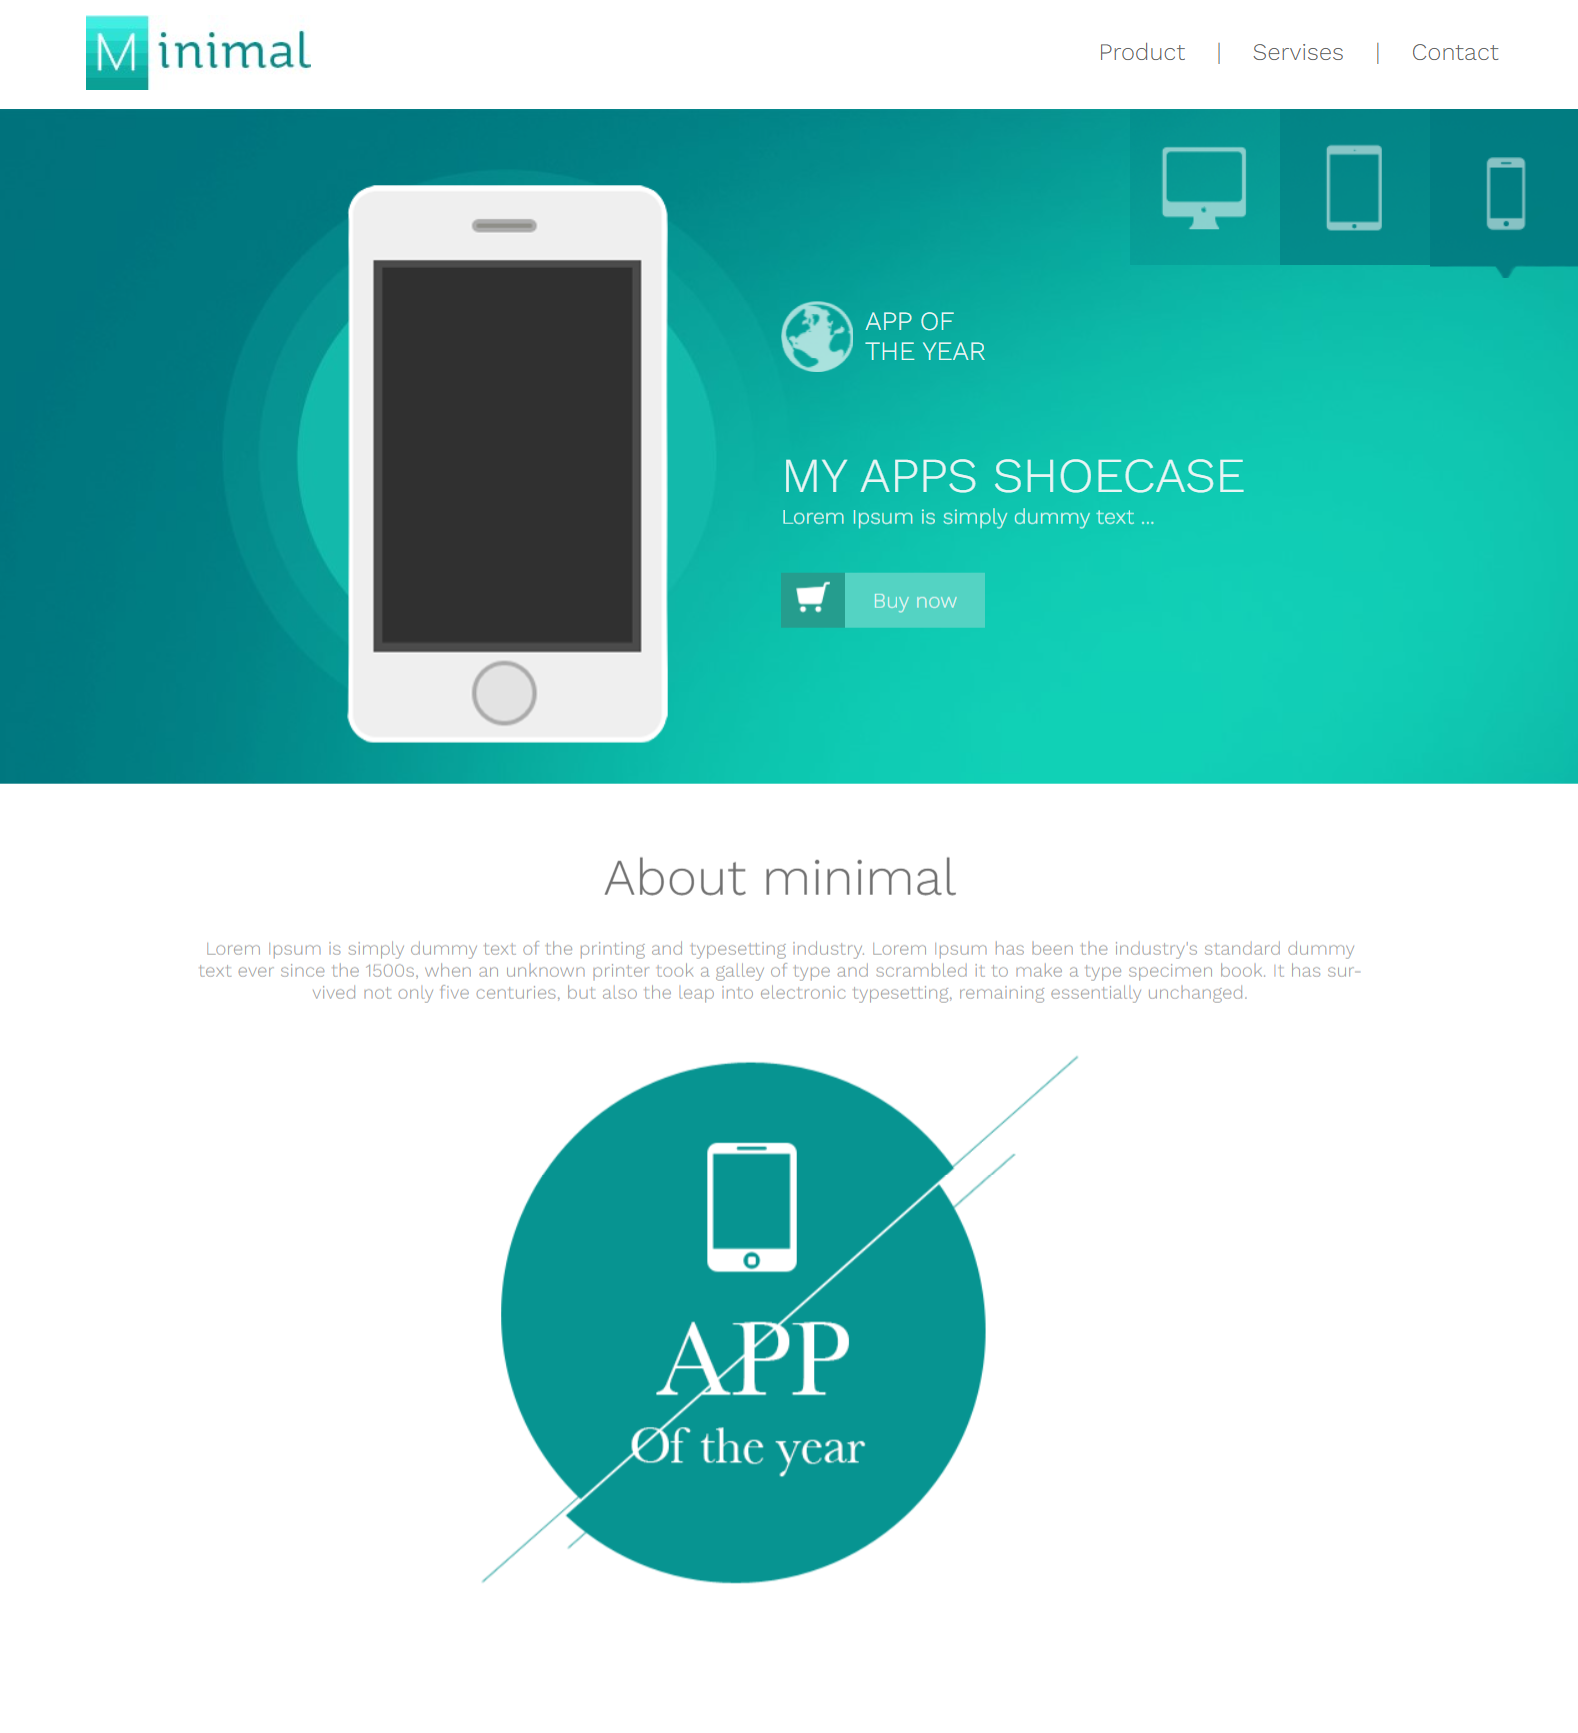 Minimal
Product | Servises | Contact
APP OF
THE YEAR
MY APPS SHOECASE
Lorem Ipsum is simply dummy text ...
Buy now
About minimal
Lorem Ipsum is simply dummy text of the printing and typesetting industry. Lorem Ipsum has been the industry's standard dummy
text ever since the 1500s, when an unknown printer took a galley of type and scrambled it to make a type specimen book. It has sur-
vived not only five centuries, but also the leap into electronic typesetting, remaining essentially unchanged.
APP
Of the year